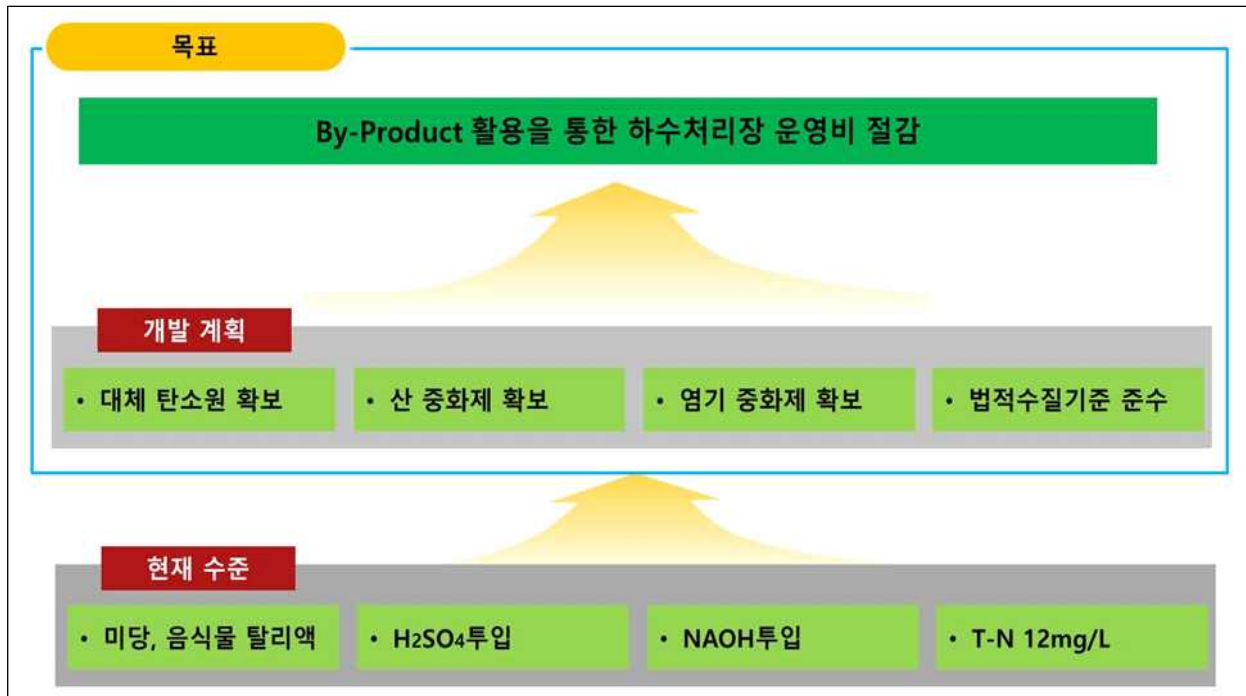 목표
By-Product 활용을 통한 하수처리장 운영비 절감
개발 계획
• 대체 탄소원 확보
• 산 중화제 확보
• 염기 중화제 확보
• 법적수질기준 준수
현재 수준
• 미당, 음식물 탈리액
• H2SO4투입
• NAOH투입
• T-N 12mg/L